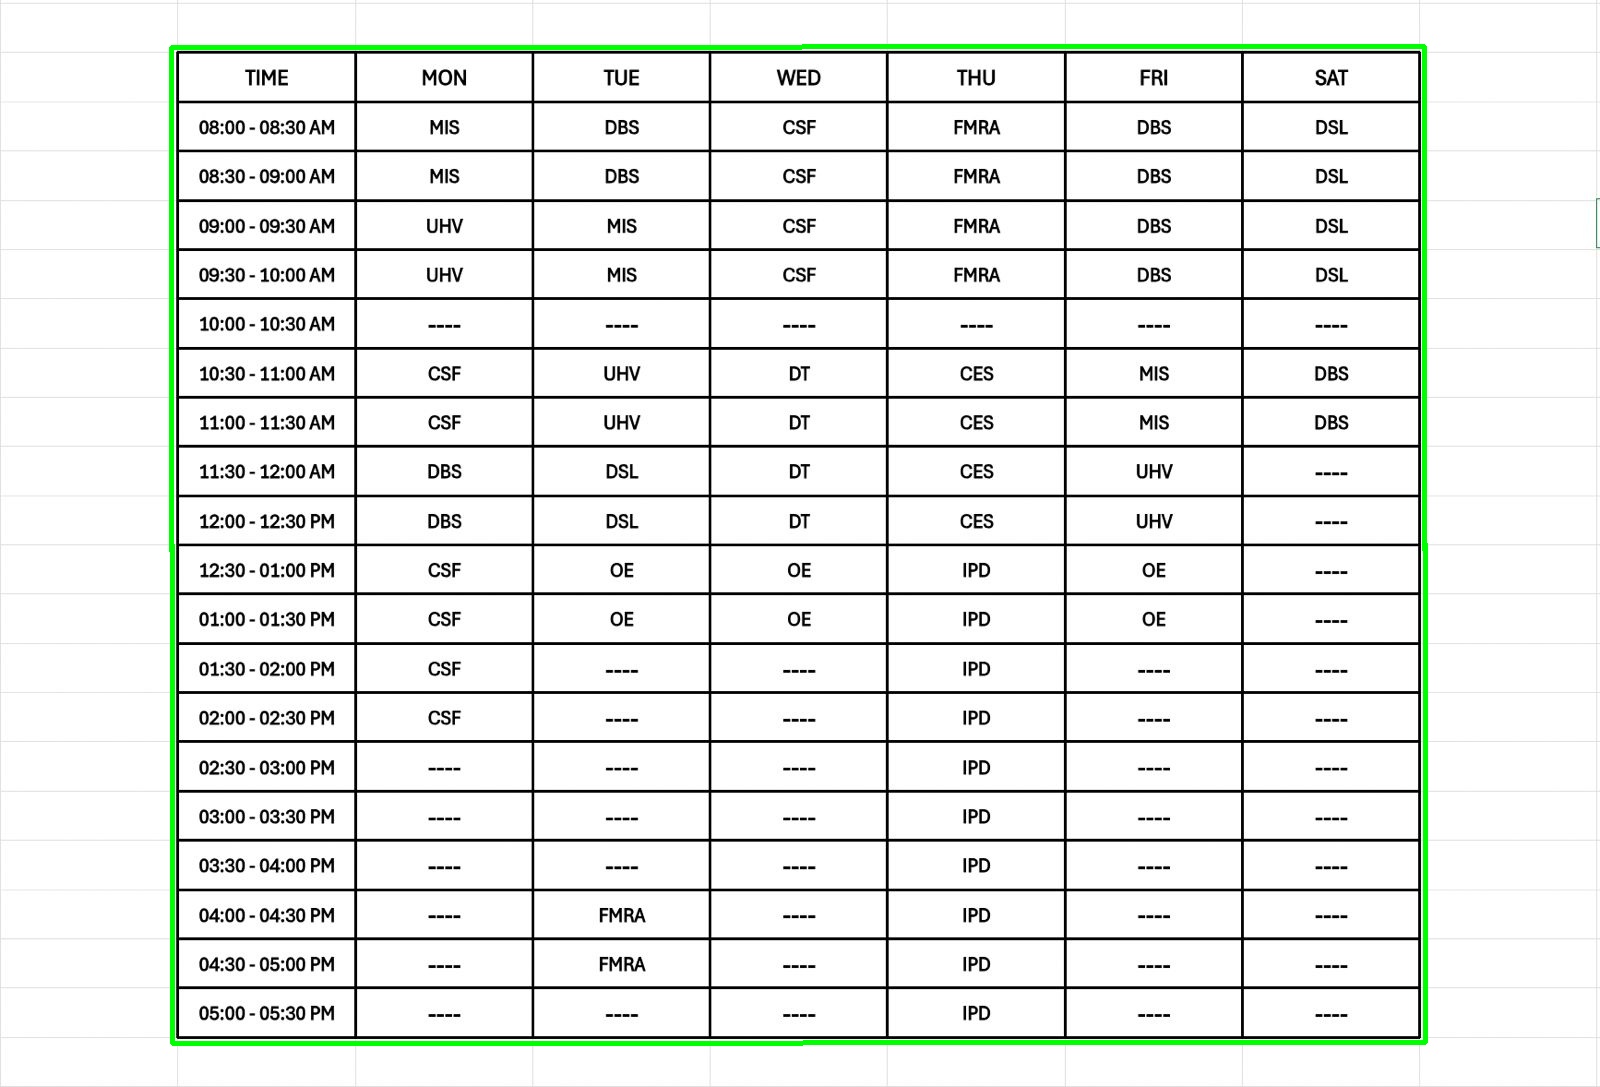 TIME MON TUE WED THU FRI SAT
08:00 - 08:30 AM MIS DBS CSF FMRA DBS DSL
08:30 - 09:00 AM MIS DBS CSF FMRA DBS DSL
09:00 - 09:30 AM UHV MIS CSF FMRA DBS DSL
09:30 - 10:00 AM UHV MIS CSF FMRA DBS DSL
10:00 - 10:30 AM ---- ---- ---- ---- ---- ----
10:30 - 11:00 AM CSF UHV DT CES MIS DBS
11:00 - 11:30 AM CSF UHV DT CES MIS DBS
11:30 - 12:00 AM DBS DSL DT CES UHV ----
12:00 - 12:30 PM DBS DSL DT CES UHV ----
12:30 - 01:00 PM CSF OE OE IPD OE ----
01:00 - 01:30 PM CSF OE OE IPD OE ----
01:30 - 02:00 PM CSF ---- ---- IPD ---- ----
02:00 - 02:30 PM CSF ---- ---- IPD ---- ----
02:30 - 03:00 PM ---- ---- ---- IPD ---- ----
03:00 - 03:30 PM ---- ---- ---- IPD ---- ----
03:30 - 04:00 PM ---- ---- ---- IPD ---- ----
04:00 - 04:30 PM ---- FMRA ---- IPD ---- ----
04:30 - 05:00 PM ---- FMRA ---- IPD ---- ----
05:00 - 05:30 PM ---- ---- ---- IPD ---- ----